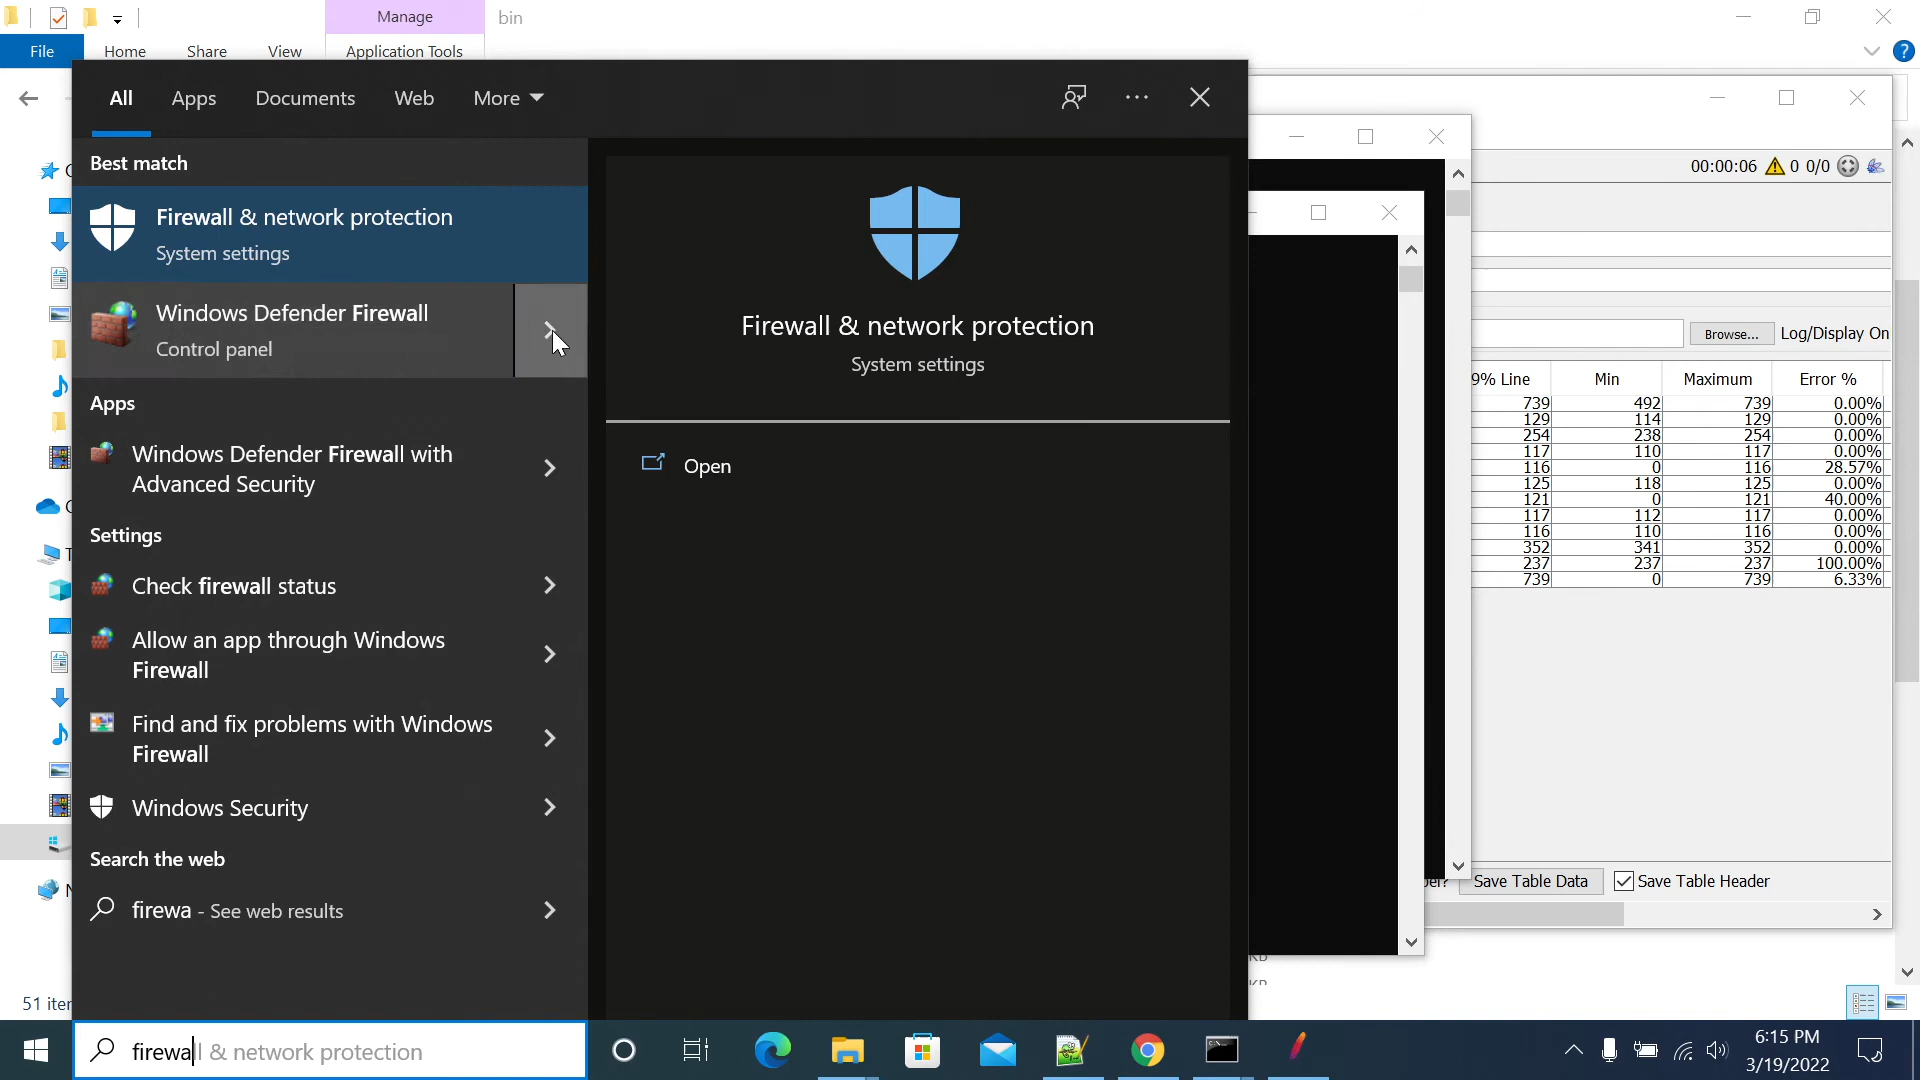 Manage
bin
File
Home
Share
View
Application Tools
All
Apps
Documents
Web
More
Best match
Firewall & network protection
System settings
Windows Defender Firewall
Control panel
Apps
Windows Defender Firewall with
Advanced Security
Settings
Check firewall status
Allow an app through Windows
Firewall
Find and fix problems with Windows
Firewall
Windows Security
Search the web
firewa - See web results
Firewall & network protection
System settings
Open
00:00:06
0 0/0
Browse...
Log/Display On
9% Line Min Maximum Error %
739 492 739 0.00%
129 114 129 0.00%
254 238 254 0.00%
117 110 117 0.00%
116 0 116 28.57%
125 118 125 0.00%
121 0 121 40.00%
117 112 117 0.00%
116 110 116 0.00%
352 341 352 0.00%
237 237 237 100.00%
739 0 739 6.33%
Save Table Data
Save Table Header
51 iter
firewall & network protection
6:15 PM
3/19/2022